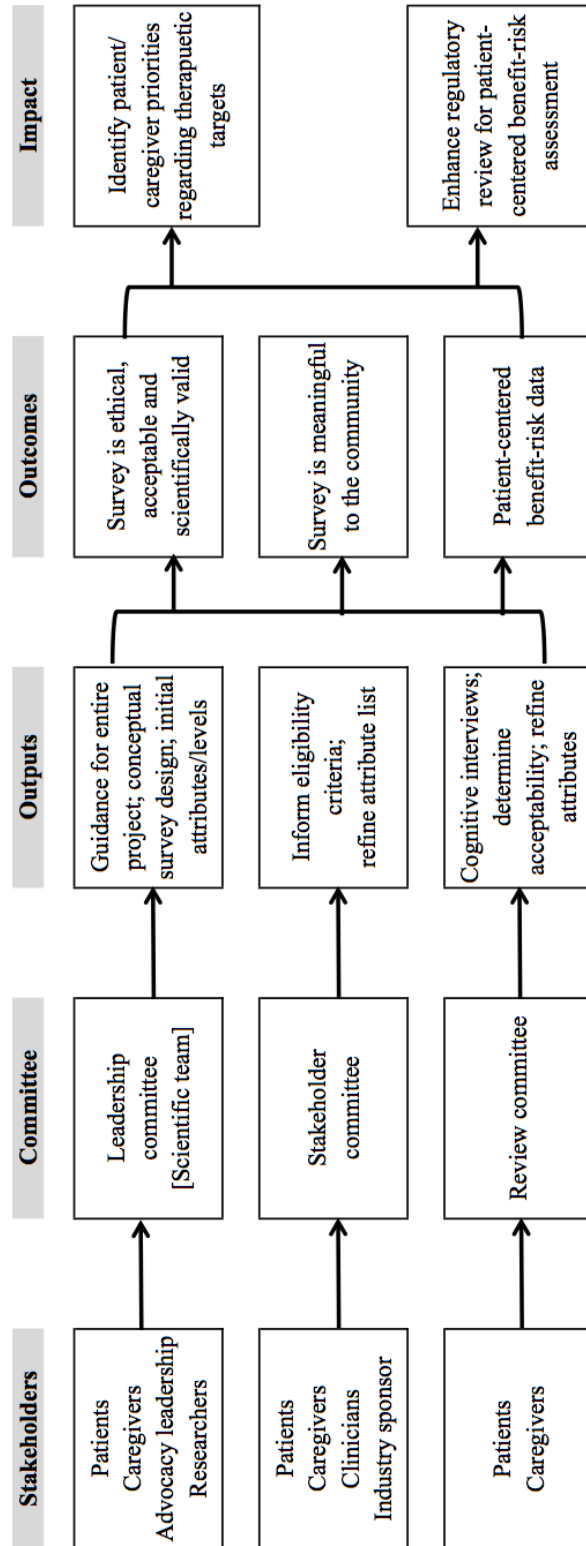 Stakeholders
Committee
Outputs
Outcomes
Impact
Patients
Caregivers
Advocacy leadership
Researchers
Leadership
committee
[Scientific team]
Guidance for entire
project; conceptual
survey design; initial
attributes/levels
Survey is ethical,
acceptable and
scientifically valid
Identify patient/
caregiver priorities
regarding therapuetic
targets
Patients
Caregivers
Clinicians
Industry sponsor
Stakeholder
committee
Inform eligibility
criteria;
refine attribute list
Survey is meaningful
to the community
Patients
Caregivers
Review committee
Cognitive interviews;
determine
acceptability; refine
attributes
Patient-centered
benefit-risk data
Enhance regulatory
review for patient-
centered benefit-risk
assessment